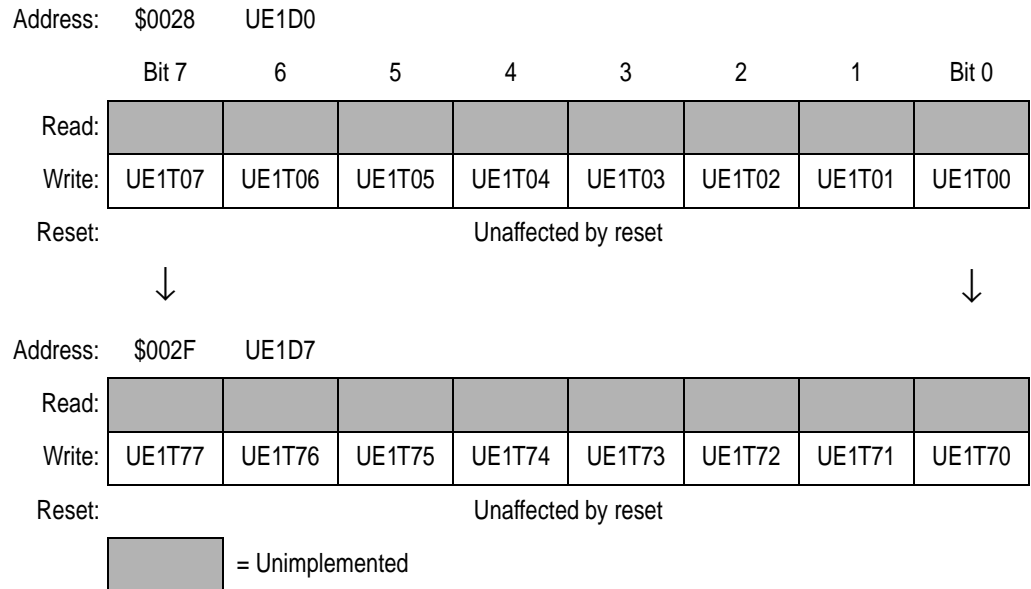 Address: $0028 UE1D0
Bit 7 6 5 4 3 2 1 Bit 0
Read:
Write: UE1T07 UE1T06 UE1T05 UE1T04 UE1T03 UE1T02 UE1T01 UE1T00
Reset: Unaffected by reset
↓ ↓
Address: $002F UE1D7
Read:
Write: UE1T77 UE1T76 UE1T75 UE1T74 UE1T73 UE1T72 UE1T71 UE1T70
Reset: Unaffected by reset
= Unimplemented